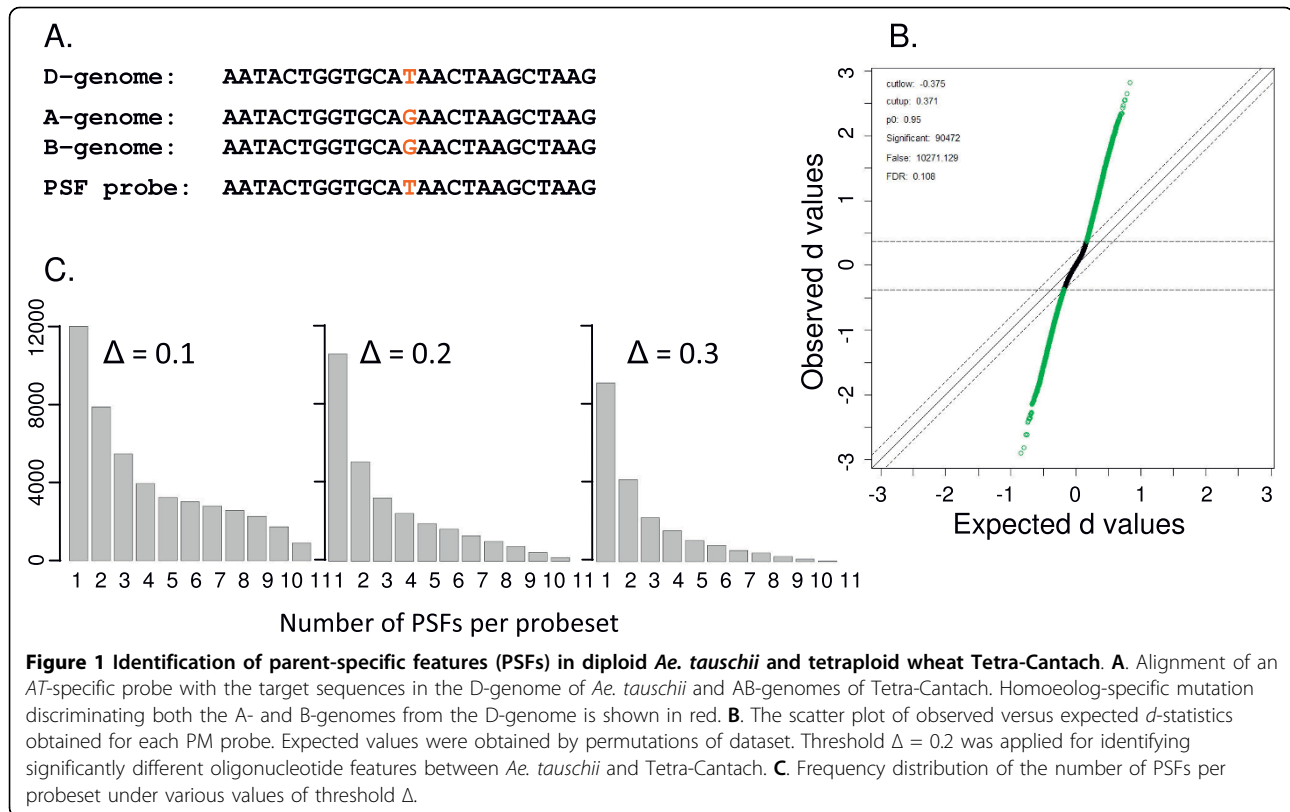 A.
D-genome: AATACTGGTGCATAACTAAGCTAAG
A-genome: AATACTGGTGCAGAACTAAGCTAAG
B-genome: AATACTGGTGCAGAACTAAGCTAAG
PSF probe: AATACTGGTGCATAACTAAGCTAAG
B.
cutlow: -0.375
cutup: 0.371
p0: 0.95
Significant: 90472
False: 10271.129
FDR: 0.108
Observed d values
3
2
1
0
-1
-2
-3
-3 -2 -1 0 1 2 3
Expected d values
C.
12000
8000
4000
0
Δ = 0.1
Δ = 0.2
Δ = 0.3
1 2 3 4 5 6 7 8 9 10 11
1 2 3 4 5 6 7 8 9 10 11
1 2 3 4 5 6 7 8 9 10 11
Number of PSFs per probeset
Figure 1 Identification of parent-specific features (PSFs) in diploid Ae. tauschii and tetraploid wheat Tetra-Cantach. A. Alignment of an
AT-specific probe with the target sequences in the D-genome of Ae. tauschii and AB-genomes of Tetra-Cantach. Homoeolog-specific mutation
discriminating both the A- and B-genomes from the D-genome is shown in red. B. The scatter plot of observed versus expected d-statistics
obtained for each PM probe. Expected values were obtained by permutations of dataset. Threshold Δ = 0.2 was applied for identifying
significantly different oligonucleotide features between Ae. tauschii and Tetra-Cantach. C. Frequency distribution of the number of PSFs per
probeset under various values of threshold Δ.